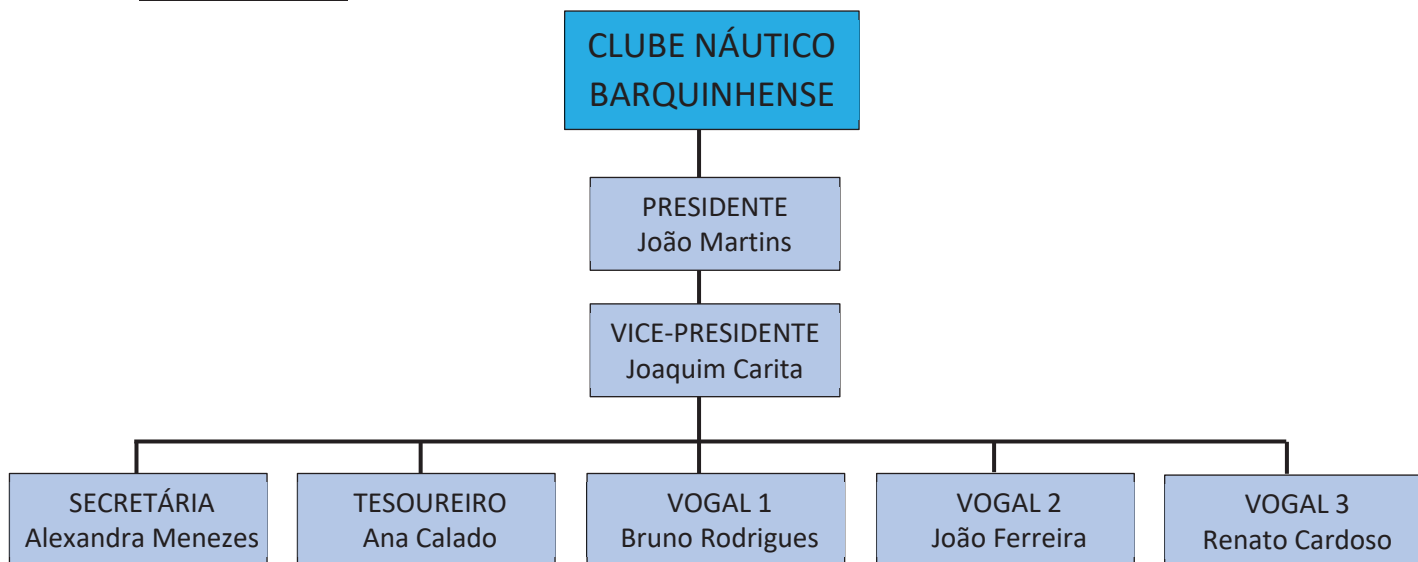 CLUBE NÁUTICO
BARQUINHENSE
PRESIDENTE
João Martins
VICE-PRESIDENTE
Joaquim Carita
SECRETÁRIA
Alexandra Menezes
TESOUREIRO
Ana Calado
VOGAL 1
Bruno Rodrigues
VOGAL 2
João Ferreira
VOGAL 3
Renato Cardoso